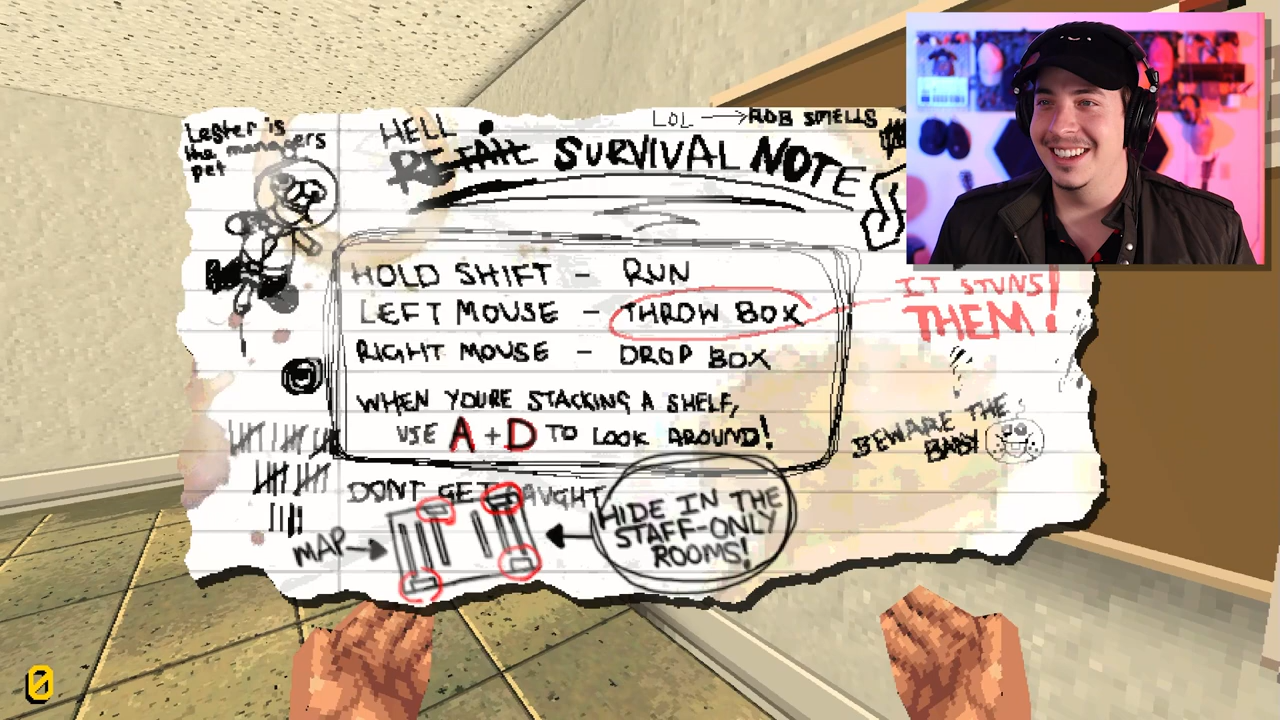 LOL → ROB SMELLS
Lester is
the managers
pet
HELL
RETAIL SURVIVAL NOTE
HOLD SHIFT - RUN
LEFT MOUSE - THROW BOX
RIGHT MOUSE - DROP BOX
IT STUNS
THEM!
WHEN YOURE STACKING A SHELF,
USE A + D TO LOOK AROUND!
BEWARE THE
BABY
DONT GET CAUGHT
MAP
HIDE IN THE
STAFF-ONLY
ROOMS!
0